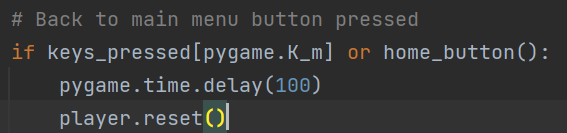 # Back to main menu button pressed
if keys_pressed[pygame.K_m] or home_button():
    pygame.time.delay(100)
    player.reset()